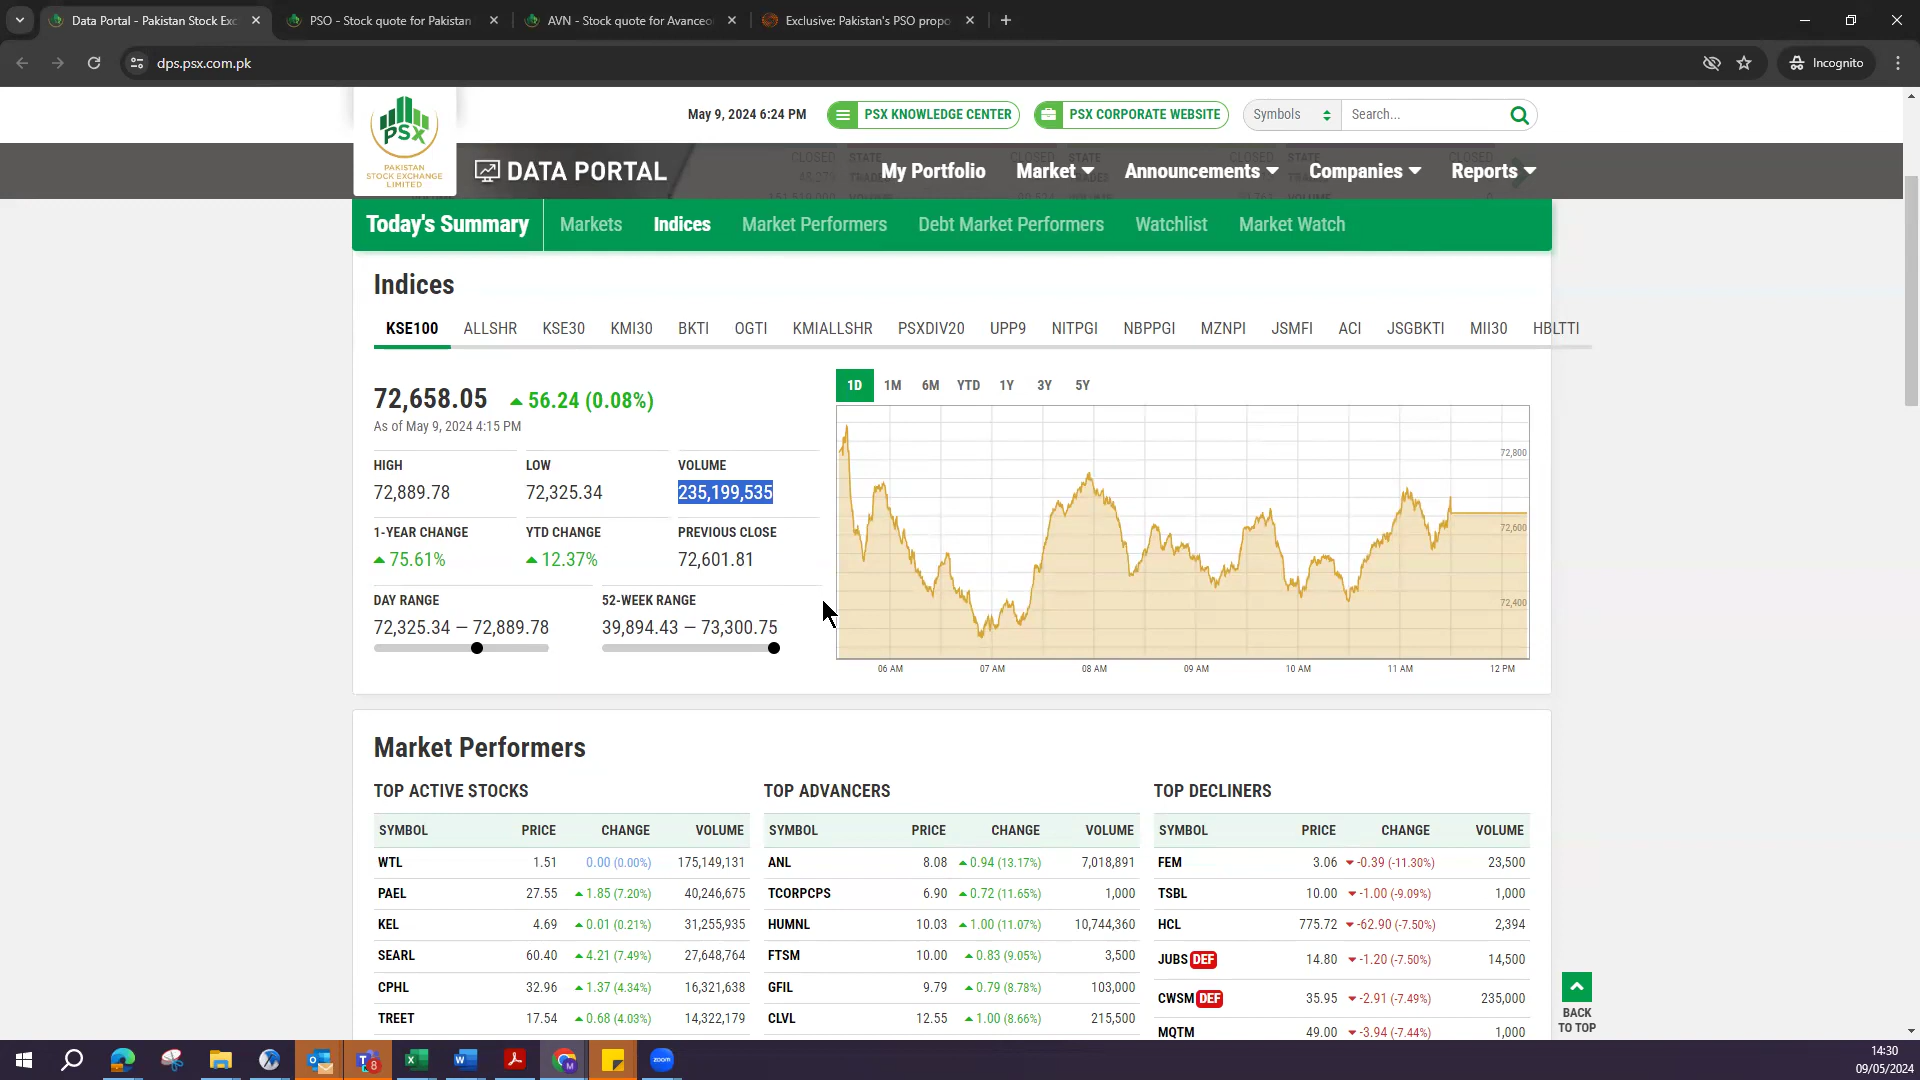 Data Portal - Pakistan Stock Exc
PSO - Stock quote for Pakistan
AVN - Stock quote for Avanceo
Exclusive: Pakistan's PSO propo
dps.psx.com.pk
Incognito
PSX
PAKISTAN
STOCK EXCHANGE
LIMITED
May 9, 2024 6:24 PM
PSX KNOWLEDGE CENTER
PSX CORPORATE WEBSITE
Symbols
Search...
DATA PORTAL
My Portfolio
Market
Announcements
Companies
Reports
Today's Summary
Markets
Indices
Market Performers
Debt Market Performers
Watchlist
Market Watch
Indices
KSE100 ALLSHR KSE30 KMI30 BKTI OGTI KMIALLSHR PSXDIV20 UPP9 NITPGI NBPPGI MZNPI JSMFI ACI JSGBKTI MII30 HBLTTI
72,658.05 56.24 (0.08%)
As of May 9, 2024 4:15 PM
HIGH LOW VOLUME
72,889.78 72,325.34 235,199,535
1-YEAR CHANGE YTD CHANGE PREVIOUS CLOSE
75.61% 12.37% 72,601.81
DAY RANGE 52-WEEK RANGE
72,325.34 — 72,889.78 39,894.43 — 73,300.75
1D 1M 6M YTD 1Y 3Y 5Y
72,800
72,600
72,400
06 AM 07 AM 08 AM 09 AM 10 AM 11 AM 12 PM
Market Performers
TOP ACTIVE STOCKS
SYMBOL PRICE CHANGE VOLUME
WTL 1.51 0.00 (0.00%) 175,149,131
PAEL 27.55 1.85 (7.20%) 40,246,675
KEL 4.69 0.01 (0.21%) 31,255,935
SEARL 60.40 4.21 (7.49%) 27,648,764
CPHL 32.96 1.37 (4.34%) 16,321,638
TREET 17.54 0.68 (4.03%) 14,322,179
TOP ADVANCERS
SYMBOL PRICE CHANGE VOLUME
ANL 8.08 0.94 (13.17%) 7,018,891
TCORPCPS 6.90 0.72 (11.65%) 1,000
HUMNL 10.03 1.00 (11.07%) 10,744,360
FTSM 10.00 0.83 (9.05%) 3,500
GFIL 9.79 0.79 (8.78%) 103,000
CLVL 12.55 1.00 (8.66%) 215,500
TOP DECLINERS
SYMBOL PRICE CHANGE VOLUME
FEM 3.06 -0.39 (-11.30%) 23,500
TSBL 10.00 -1.00 (-9.09%) 1,000
HCL 775.72 -62.90 (-7.50%) 2,394
JUBS DEF 14.80 -1.20 (-7.50%) 14,500
CWSM DEF 35.95 -2.91 (-7.49%) 235,000
MQTM 49.00 -3.94 (-7.44%) 1,000
BACK
TO TOP
zoom
14:30
09/05/2024